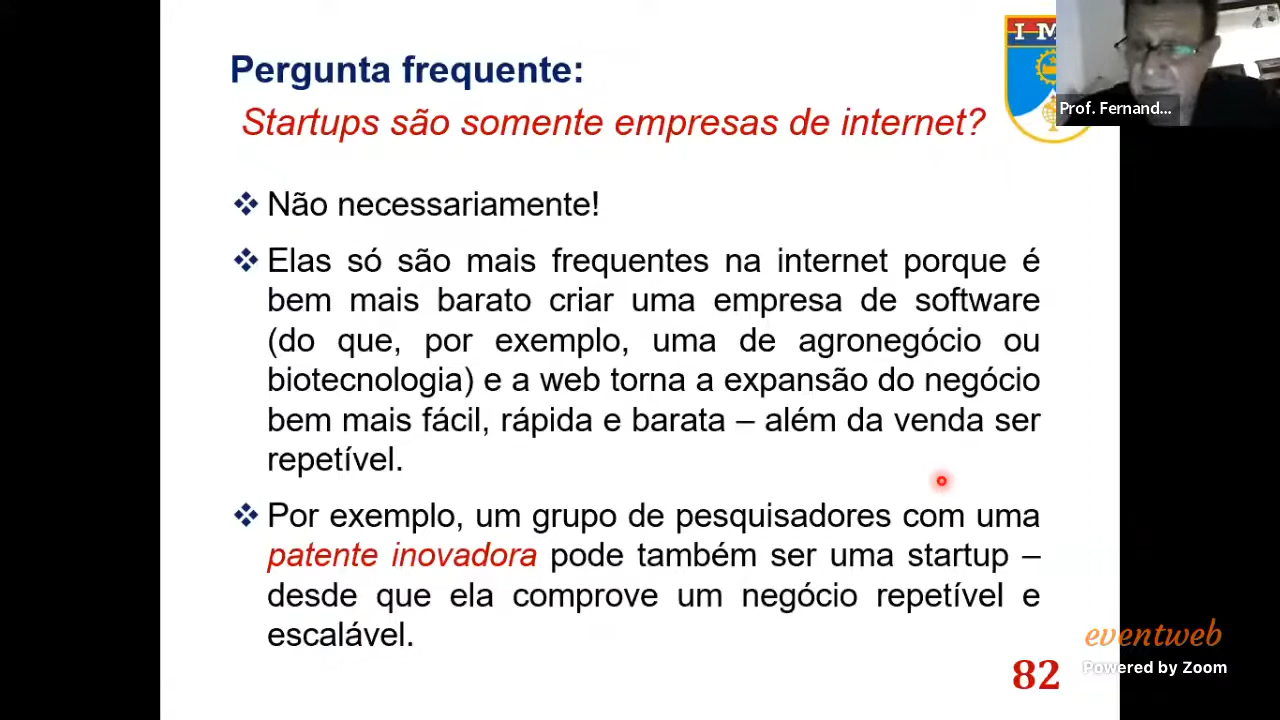 Pergunta frequente:
I M
Startups são somente empresas de internet?
Prof. Fernand...
❖ Não necessariamente!
❖ Elas só são mais frequentes na internet porque é
bem mais barato criar uma empresa de software
(do que, por exemplo, uma de agronegócio ou
biotecnologia) e a web torna a expansão do negócio
bem mais fácil, rápida e barata – além da venda ser
repetível.
❖ Por exemplo, um grupo de pesquisadores com uma
patente inovadora pode também ser uma startup –
desde que ela comprove um negócio repetível e
escalável.
eventweb
Powered by Zoom
82